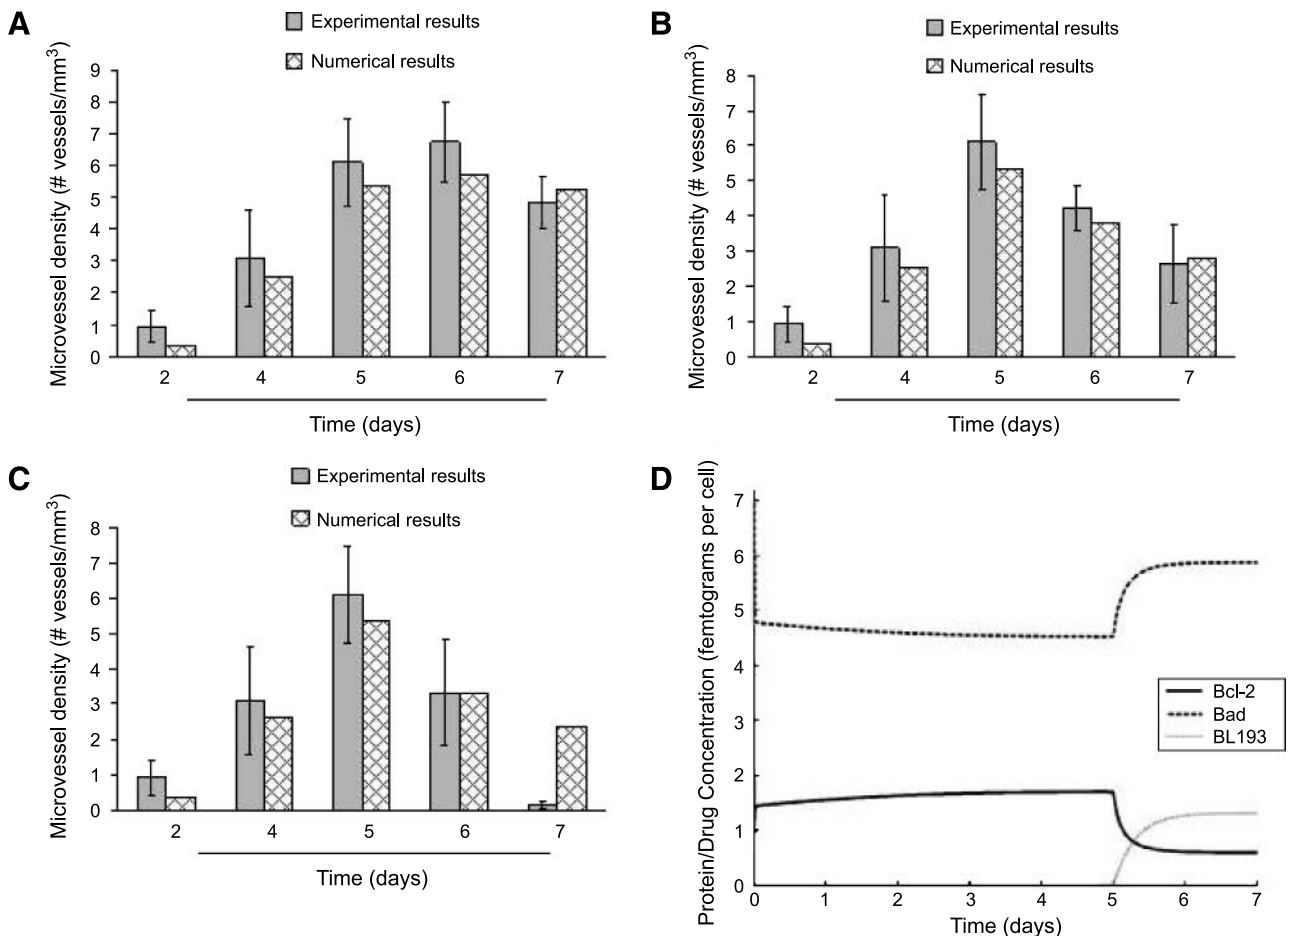 A
Experimental results
Numerical results
Microvessel density (# vessels/mm³)
9
8
7
6
5
4
3
2
1
0
2 4 5 6 7
Time (days)
B
Experimental results
Numerical results
Microvessel density (# vessels/mm³)
8
7
6
5
4
3
2
1
0
2 4 5 6 7
Time (days)
C
Experimental results
Numerical results
Microvessel density (# vessels/mm³)
8
7
6
5
4
3
2
1
0
2 4 5 6 7
Time (days)
D
Protein/Drug Concentration (femtograms per cell)
7
6
5
4
3
2
1
0
Bcl-2
Bad
BL193
0 1 2 3 4 5 6 7
Time (days)